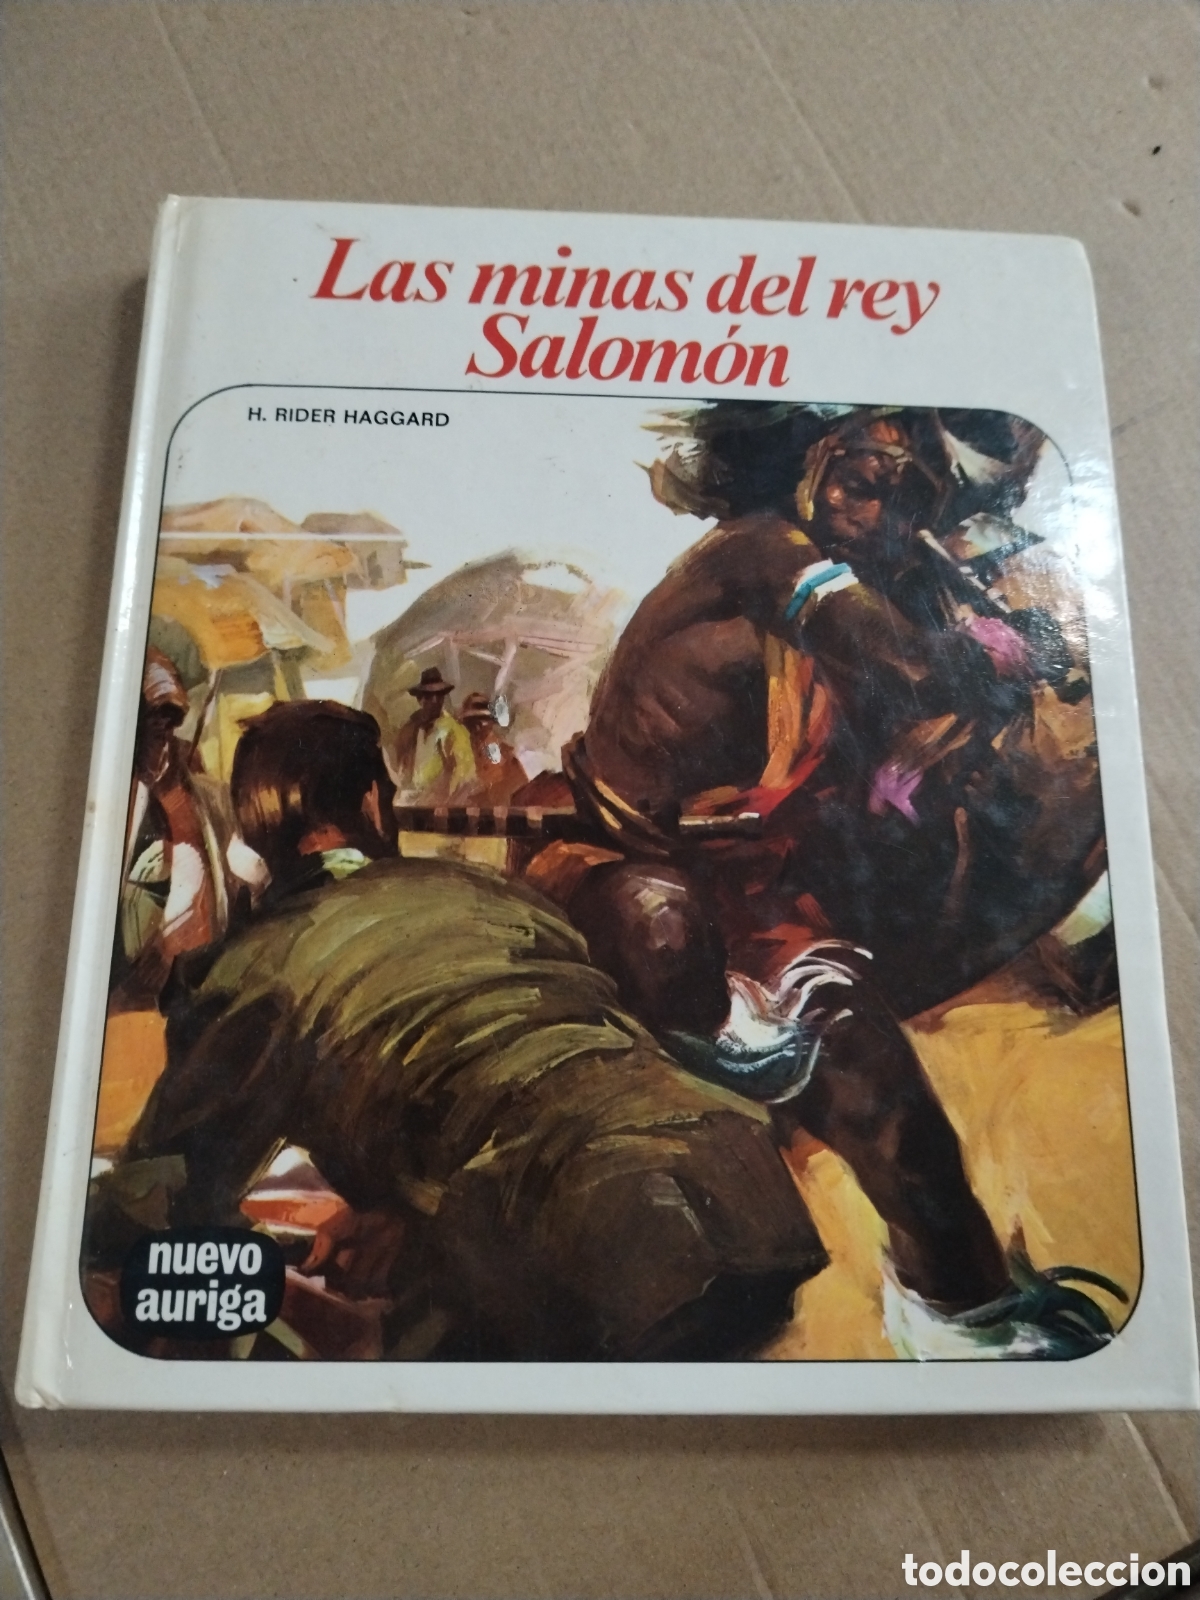 Las minas del rey
Salomón
H. RIDER HAGGARD
nuevo
auriga
todocoleccion